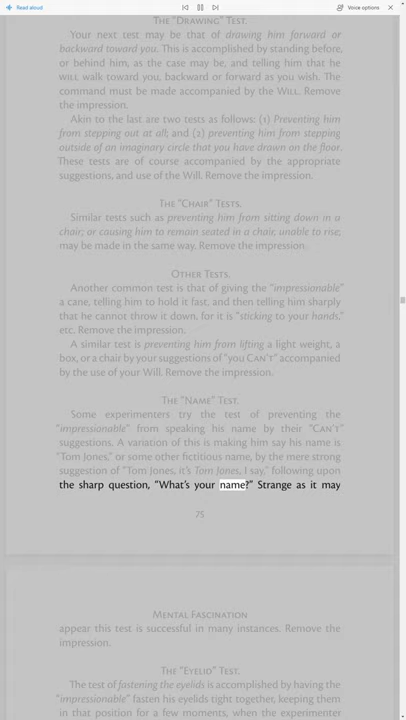 Read aloud
Voice options
The "Drawing" Test.
Your next test may be that of drawing him forward or
backward toward you. This is accomplished by standing before,
or behind him, as the case may be, and telling him that he
will walk toward you, backward or forward as you wish. The
command must be made accompanied by the Will. Remove
the impression.
Akin to the last are two tests as follows: (1) Preventing him
from stepping out at all; and (2) preventing him from stepping
outside of an imaginary circle that you have drawn on the floor.
These tests are of course accompanied by the appropriate
suggestions, and use of the Will. Remove the impression.
The "Chair" Tests.
Similar tests such as preventing him from sitting down in a
chair; or causing him to remain seated in a chair, unable to rise;
may be made in the same way. Remove the impression.
Other Tests.
Another common test is that of giving the "impressionable"
a cane, telling him to hold it fast, and then telling him sharply
that he cannot throw it down, for it is "sticking to your hands,"
etc. Remove the impression.
A similar test is preventing him from lifting a light weight, a
box, or a chair by your suggestions of "you Can't" accompanied
by the use of your Will. Remove the impression.
The "Name" Test.
Some experimenters try the test of preventing the
"impressionable" from speaking his name by their "Can't"
suggestions. A variation of this is making him say his name is
"Tom Jones," or some other fictitious name, by the mere strong
suggestion of "Tom Jones, it's Tom Jones, I say," following upon
the sharp question, "What's your name?" Strange as it may
75
Mental Fascination
appear this test is successful in many instances. Remove the
impression.
The "Eyelid" Test.
The test of fastening the eyelids is accomplished by having the
"impressionable" fasten his eyelids tight together, keeping them
in that position for a few moments, when the experimenter